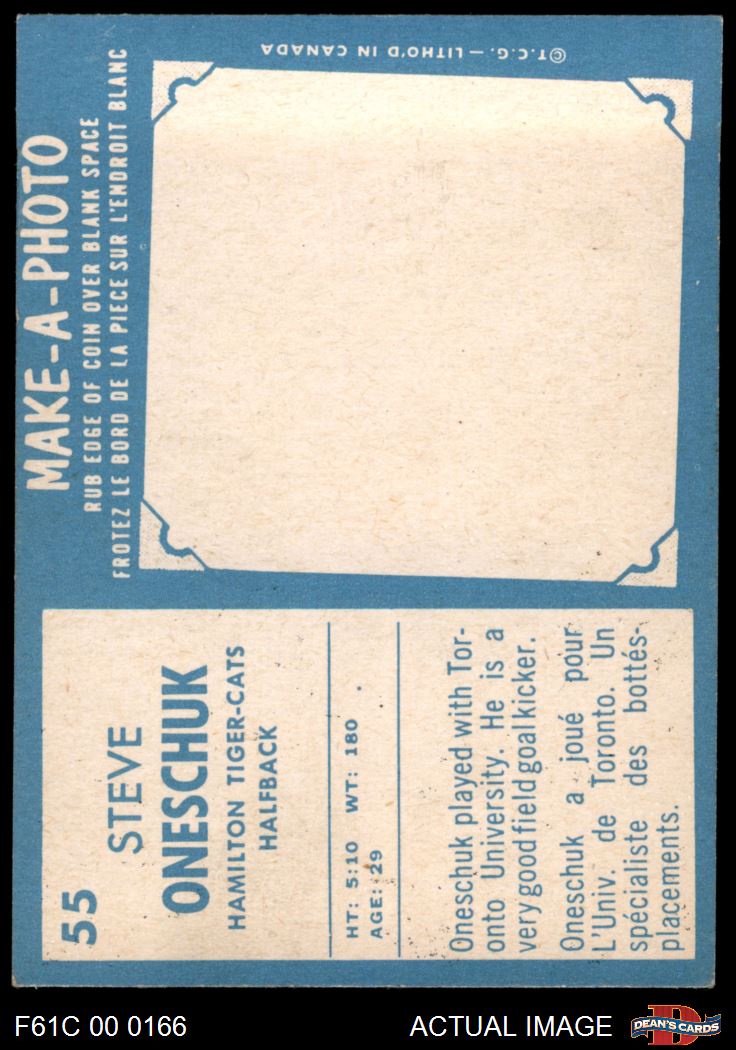 55
STEVE
ONESCHUK
HAMILTON TIGER-CATS
HALFBACK
HT: 5:10 WT: 180
AGE: 29
Oneschuk played with Tor-
onto University. He is a
very good field goal kicker.
Oneschuk a joué pour
L'Univ. de Toronto. Un
spécialiste des bottés-
placements.
MAKE-A-PHOTO
RUB EDGE OF COIN OVER BLANK SPACE
FROTEZ LE BORD DE LA PIECE SUR L'ENDROIT BLANC
© T.C.G. — LITHO'D IN CANADA
F61C 00 0166
ACTUAL IMAGE
DEAN'S CARDS